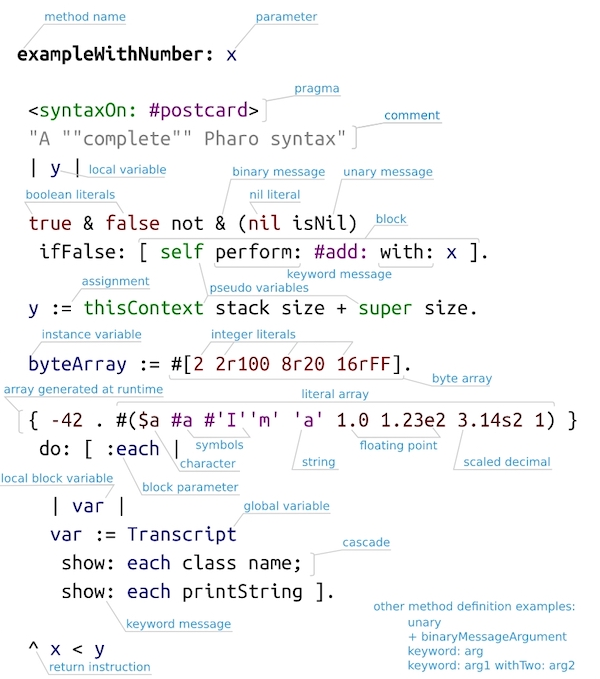 method name
parameter
exampleWithNumber: x
pragma
<syntaxOn: #postcard>
comment
"A ""complete"" Pharo syntax"
| y |
local variable
binary message
unary message
boolean literals
nil literal
true & false not & (nil isNil)
block
ifFalse: [ self perform: #add: with: x ].
keyword message
assignment
pseudo variables
y := thisContext stack size + super size.
instance variable
integer literals
byteArray := #[2 2r100 8r20 16rFF].
byte array
array generated at runtime
literal array
{ -42 . #($a #a #'I''m' 'a' 1.0 1.23e2 3.14s2 1) }
symbols
floating point
do: [ :each |
character
string
scaled decimal
local block variable
block parameter
| var |
global variable
var := Transcript
cascade
show: each class name;
show: each printString ].
keyword message
^ x < y
return instruction
other method definition examples:
unary
+ binaryMessageArgument
keyword: arg
keyword: arg1 withTwo: arg2